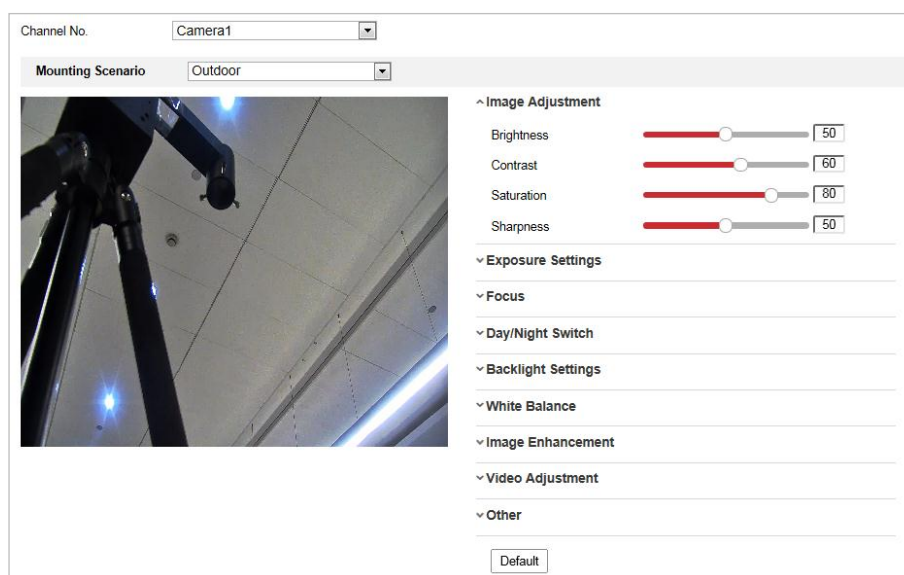 Channel No. Camera1
Mounting Scenario Outdoor
Image Adjustment
Brightness 50
Contrast 60
Saturation 80
Sharpness 50
Exposure Settings
Focus
Day/Night Switch
Backlight Settings
White Balance
Image Enhancement
Video Adjustment
Other
Default